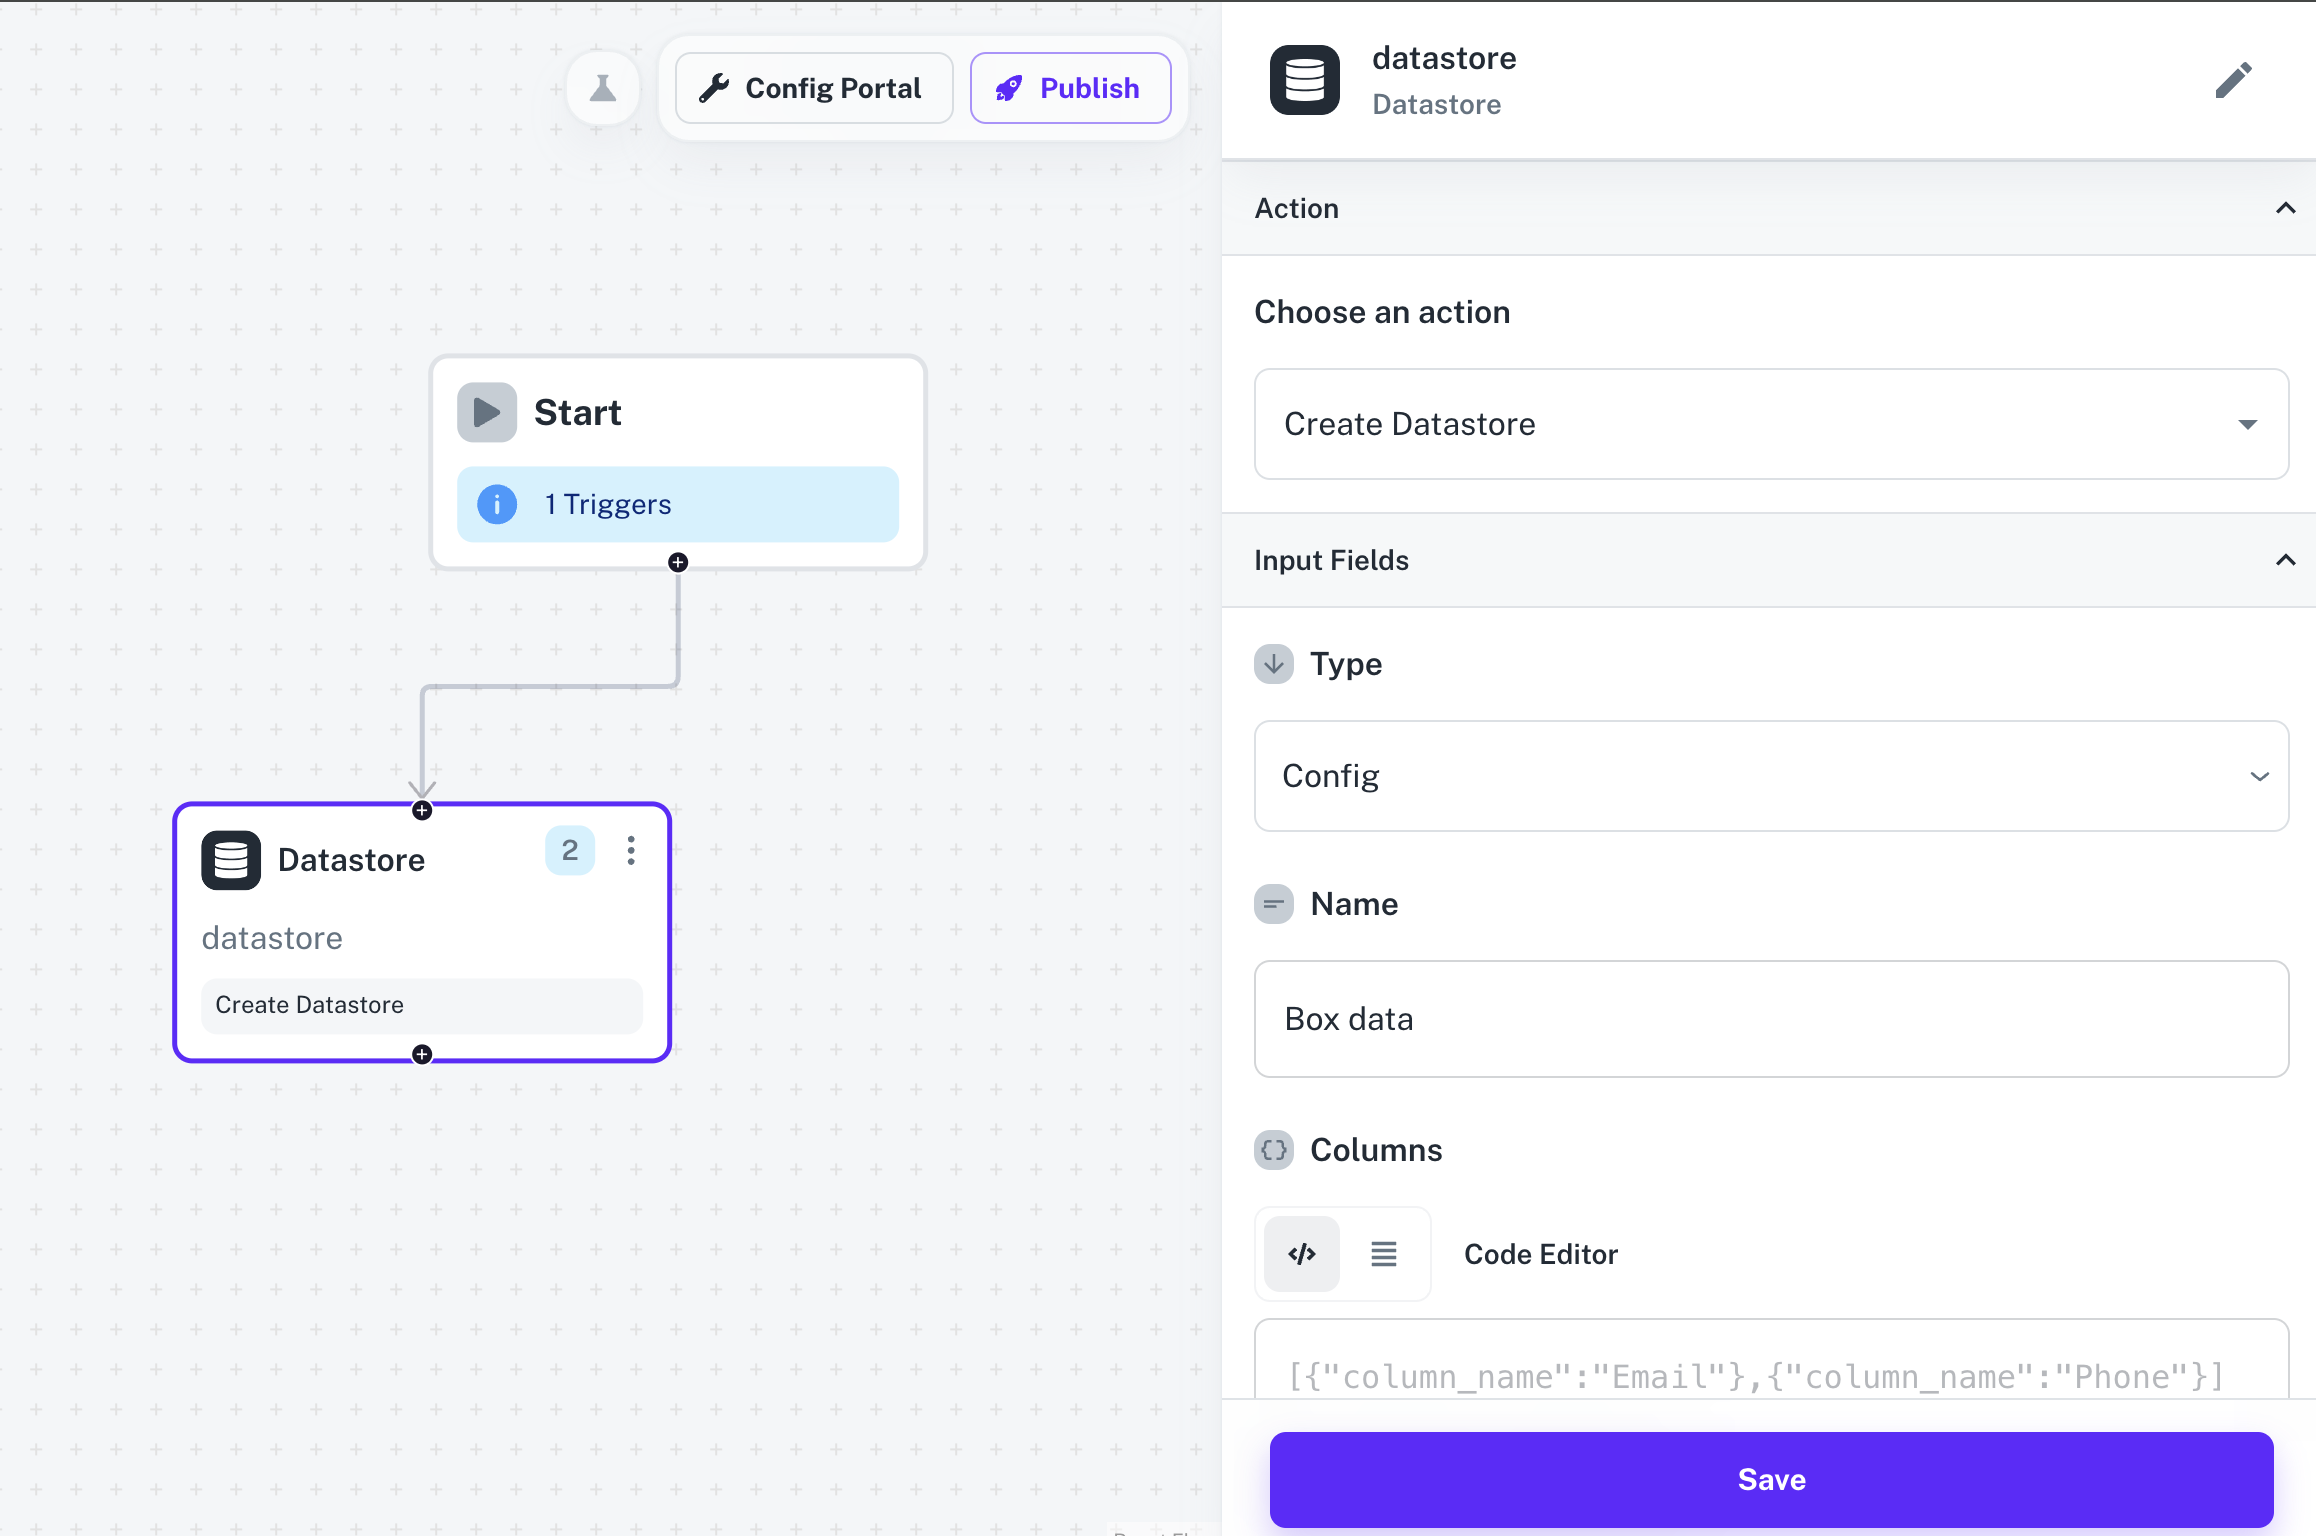 Config Portal
Publish
Start
1 Triggers
Datastore
2
datastore
Create Datastore
datastore
Datastore
Action
Choose an action
Create Datastore
Input Fields
Type
Config
Name
Box data
Columns
Code Editor
[{"column_name":"Email"},{"column_name":"Phone"}]
Save